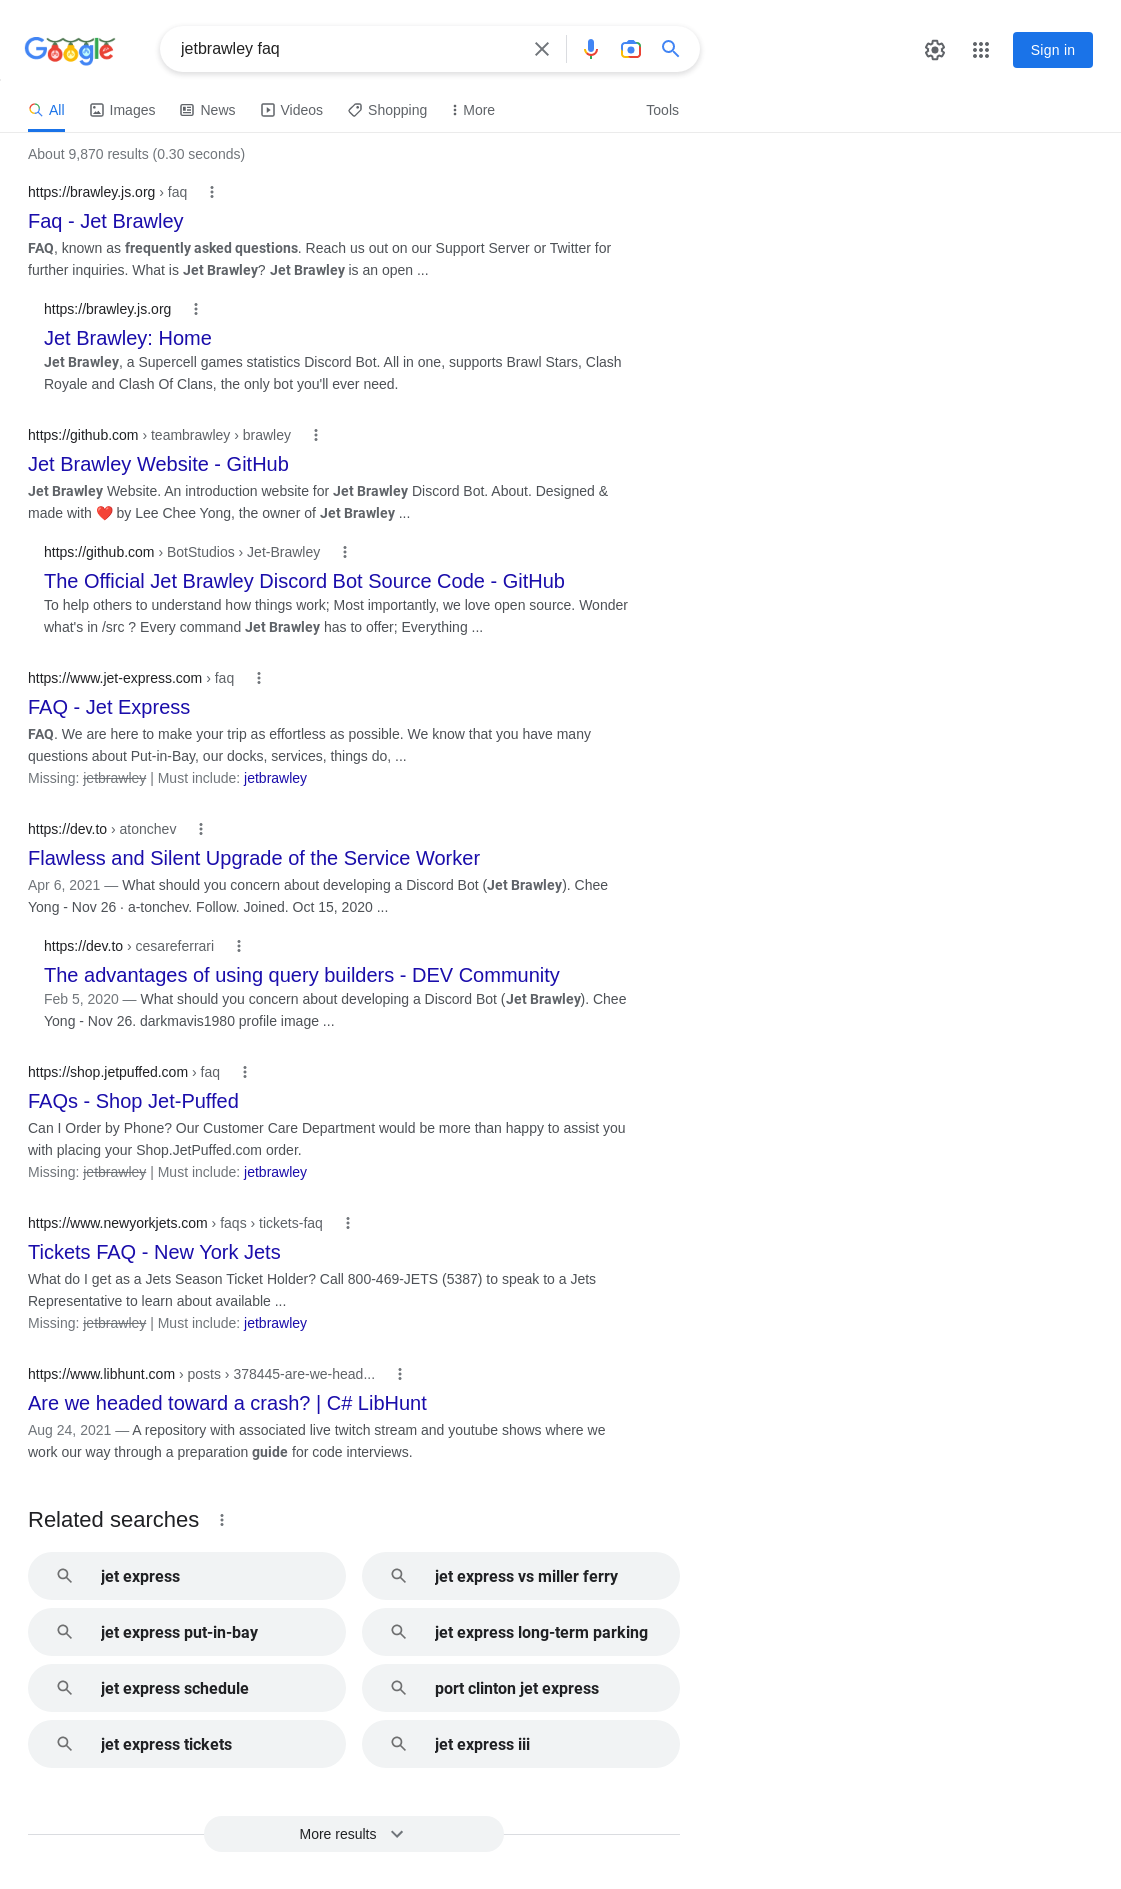 Google
jetbrawley faq
Sign in
All Images News Videos Shopping More Tools
About 9,870 results (0.30 seconds)
https://brawley.js.org › faq
Faq - Jet Brawley
FAQ, known as frequently asked questions. Reach us out on our Support Server or Twitter for
further inquiries. What is Jet Brawley? Jet Brawley is an open ...
https://brawley.js.org
Jet Brawley: Home
Jet Brawley, a Supercell games statistics Discord Bot. All in one, supports Brawl Stars, Clash
Royale and Clash Of Clans, the only bot you'll ever need.
https://github.com › teambrawley › brawley
Jet Brawley Website - GitHub
Jet Brawley Website. An introduction website for Jet Brawley Discord Bot. About. Designed &
made with ❤️ by Lee Chee Yong, the owner of Jet Brawley ...
https://github.com › BotStudios › Jet-Brawley
The Official Jet Brawley Discord Bot Source Code - GitHub
To help others to understand how things work; Most importantly, we love open source. Wonder
what's in /src ? Every command Jet Brawley has to offer; Everything ...
https://www.jet-express.com › faq
FAQ - Jet Express
FAQ. We are here to make your trip as effortless as possible. We know that you have many
questions about Put-in-Bay, our docks, services, things do, ...
Missing: jetbrawley | Must include: jetbrawley
https://dev.to › atonchev
Flawless and Silent Upgrade of the Service Worker
Apr 6, 2021 — What should you concern about developing a Discord Bot (Jet Brawley). Chee
Yong - Nov 26 · a-tonchev. Follow. Joined. Oct 15, 2020 ...
https://dev.to › cesareferrari
The advantages of using query builders - DEV Community
Feb 5, 2020 — What should you concern about developing a Discord Bot (Jet Brawley). Chee
Yong - Nov 26. darkmavis1980 profile image ...
https://shop.jetpuffed.com › faq
FAQs - Shop Jet-Puffed
Can I Order by Phone? Our Customer Care Department would be more than happy to assist you
with placing your Shop.JetPuffed.com order.
Missing: jetbrawley | Must include: jetbrawley
https://www.newyorkjets.com › faqs › tickets-faq
Tickets FAQ - New York Jets
What do I get as a Jets Season Ticket Holder? Call 800-469-JETS (5387) to speak to a Jets
Representative to learn about available ...
Missing: jetbrawley | Must include: jetbrawley
https://www.libhunt.com › posts › 378445-are-we-head...
Are we headed toward a crash? | C# LibHunt
Aug 24, 2021 — A repository with associated live twitch stream and youtube shows where we
work our way through a preparation guide for code interviews.
Related searches
jet express
jet express vs miller ferry
jet express put-in-bay
jet express long-term parking
jet express schedule
port clinton jet express
jet express tickets
jet express iii
More results